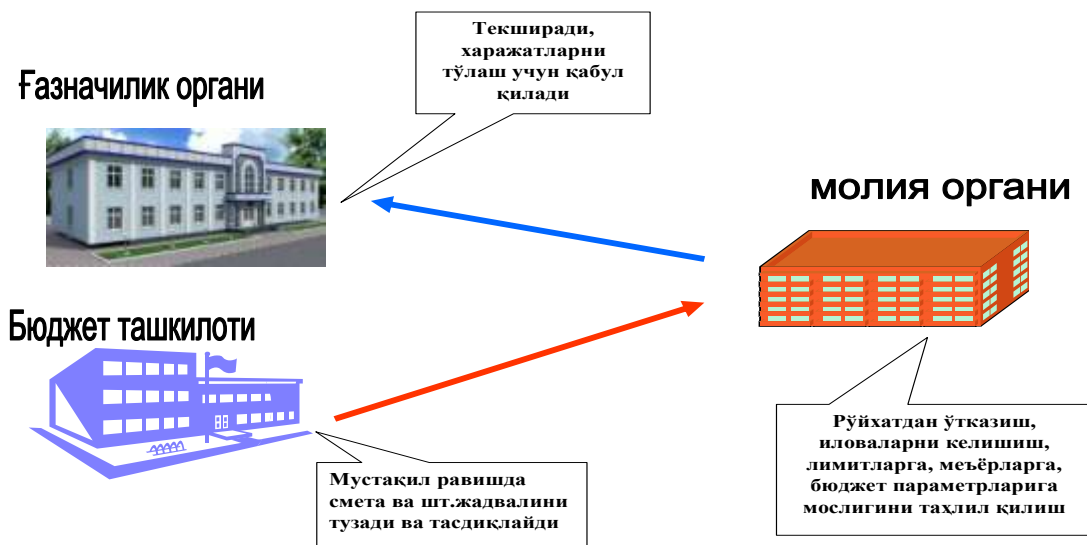 Текширади,
харажатларни
тўлаш учун қабул
қилади
Ғазначилик органи
молия органи
Бюджет ташкилоти
Рўйхатдан ўтказиш,
иловаларни келишиш,
лимитларга, меъёрларга,
бюджет параметрларига
мослигини таҳлил қилиш
Мустақил равишда
смета ва шт.жадвалини
тузади ва тасдиқлайди